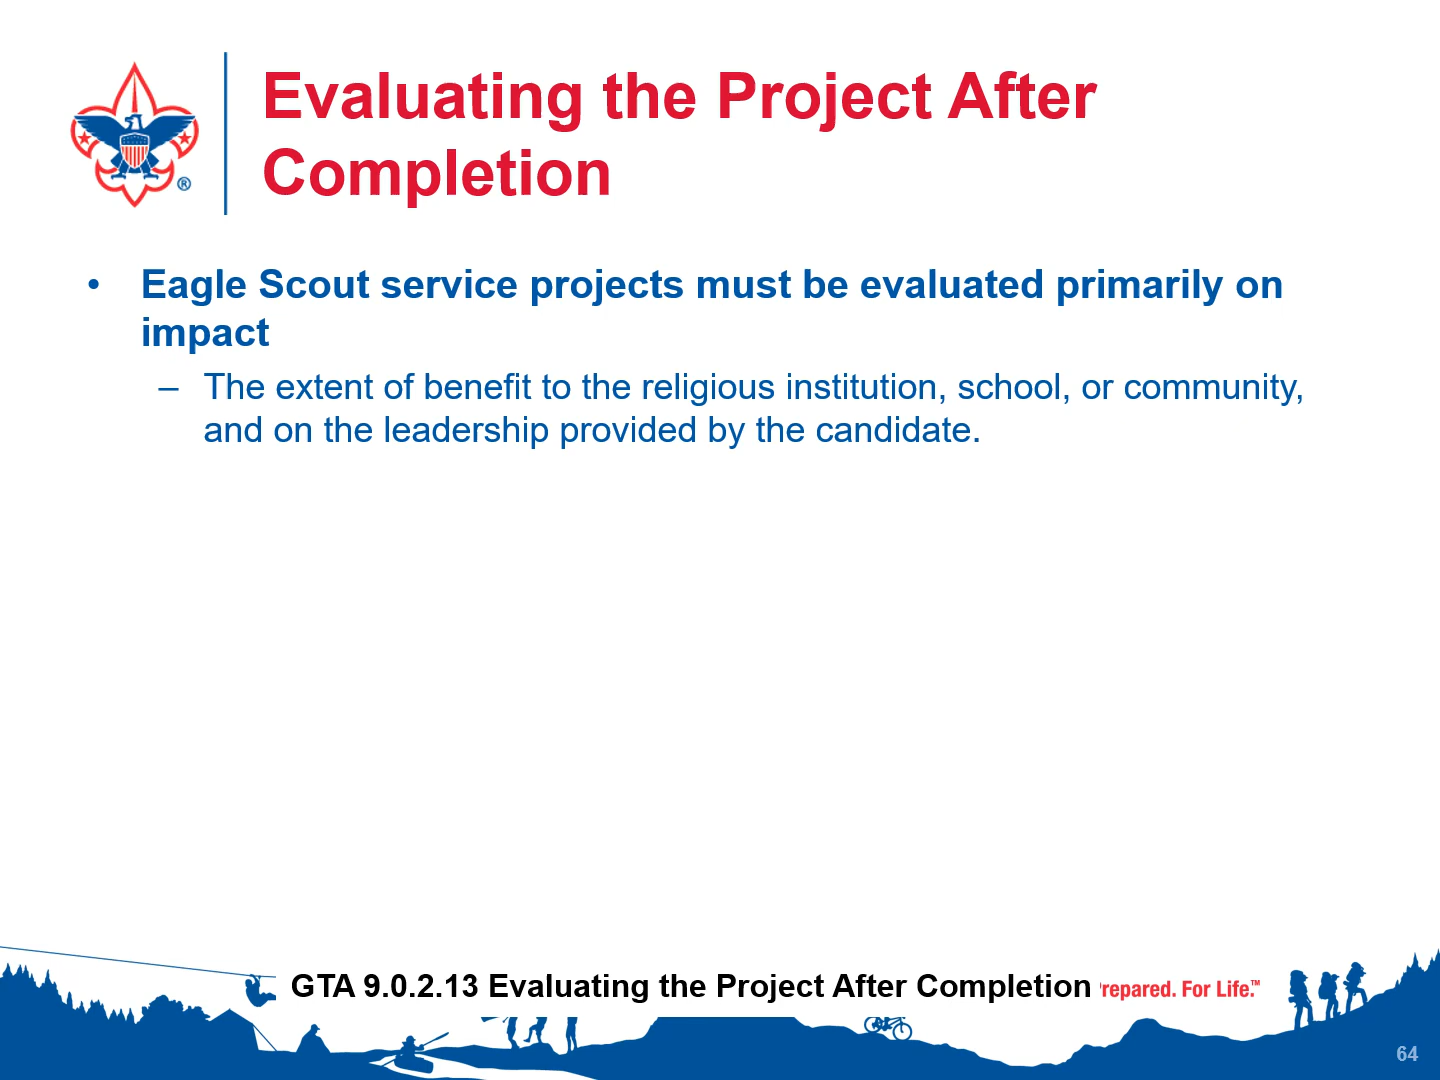 Evaluating the Project After
Completion
®
• Eagle Scout service projects must be evaluated primarily on
impact
– The extent of benefit to the religious institution, school, or community,
and on the leadership provided by the candidate.
GTA 9.0.2.13 Evaluating the Project After Completion
repared. For Life.™
64